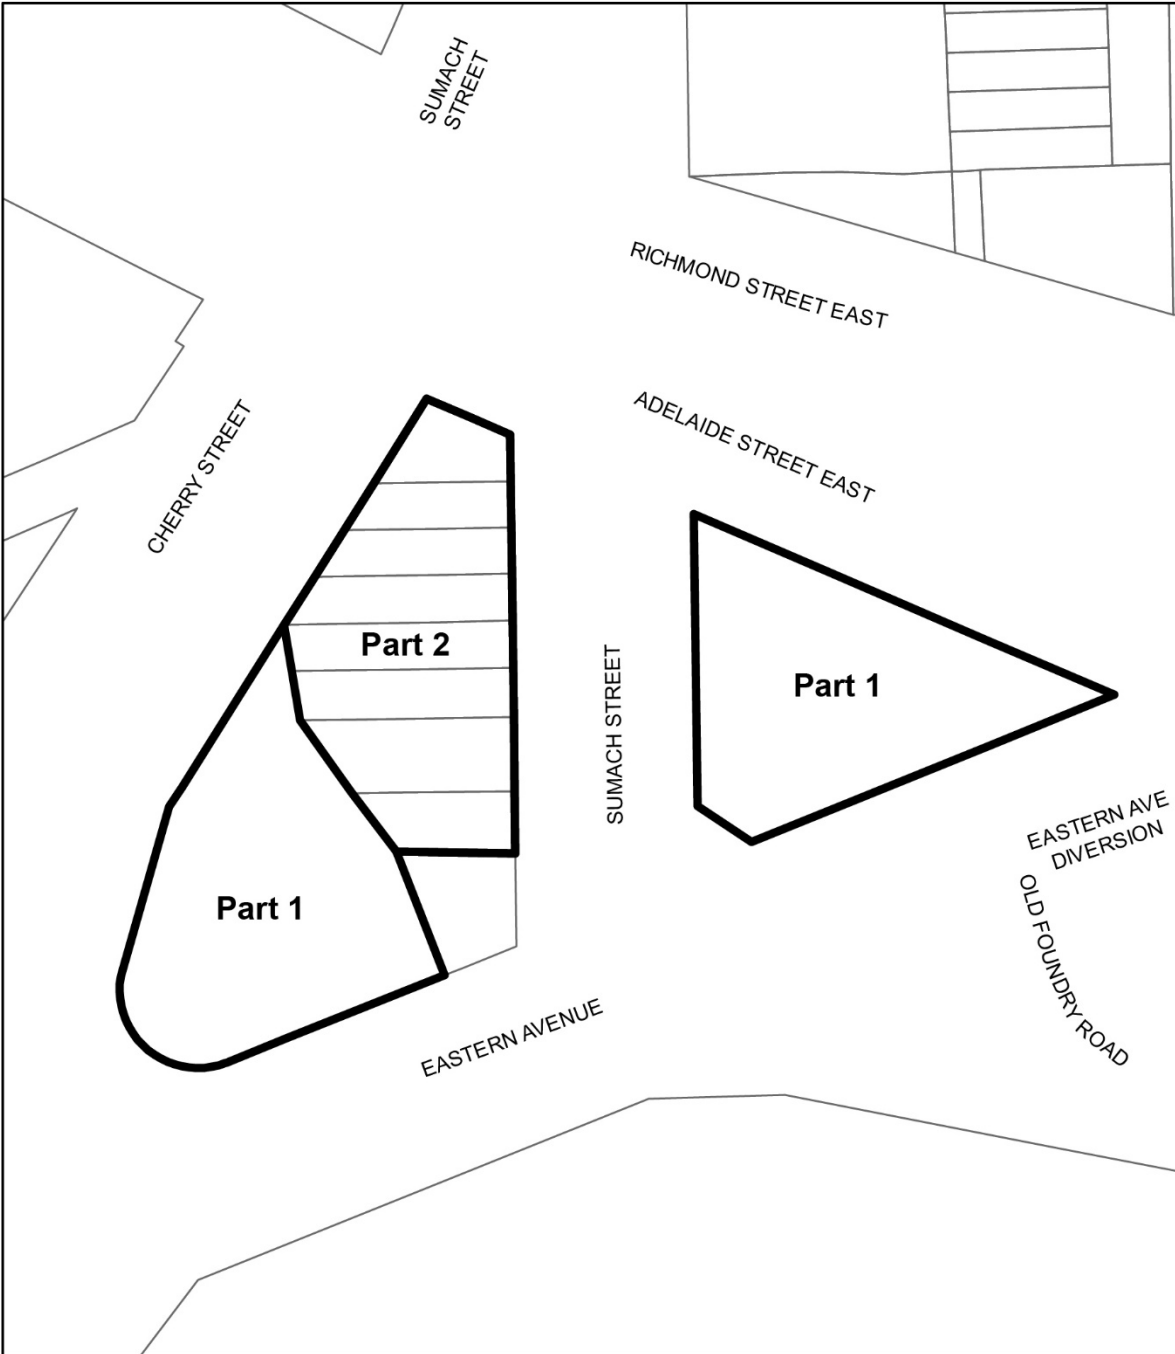 SUMACH
STREET
RICHMOND STREET EAST
ADELAIDE STREET EAST
CHERRY STREET
Part 2
SUMACH STREET
Part 1
EASTERN AVE
DIVERSION
OLD FOUNDRY ROAD
Part 1
EASTERN AVENUE